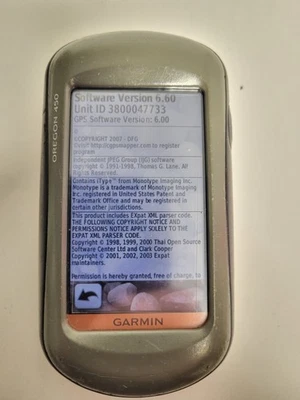 Software Version 6.60
Unit ID 3800047733
GPS Software Version: 6.00
©COPYRIGHT 2007 - DFG
http://gpsmapper.com to register
program
Independent JPEG Group (IJG) software
copyright © 1991-1998, Thomas G. Lane. All
Rights Reserved.
Contains iType™ from Monotype Imaging Inc.
Monotype is a trademark of Monotype Imaging
Inc. registered in United States Patent and
Trademark Office and may be registered in
certain other jurisdictions.
This product includes Expat XML parser code.
THE FOLLOWING COPYRIGHT NOTICE AND
PERMISSIONS NOTICE APPLY SOLELY TO THE
EXPAT XML PARSER CODE.
Copyright © 1998, 1999, 2000 Thai Open Source
Software Center Ltd and Clark Cooper
Copyright © 2001, 2002, 2003 Expat
maintainers.
Permission is hereby granted, free of charge, to
GARMIN
OREGON 450